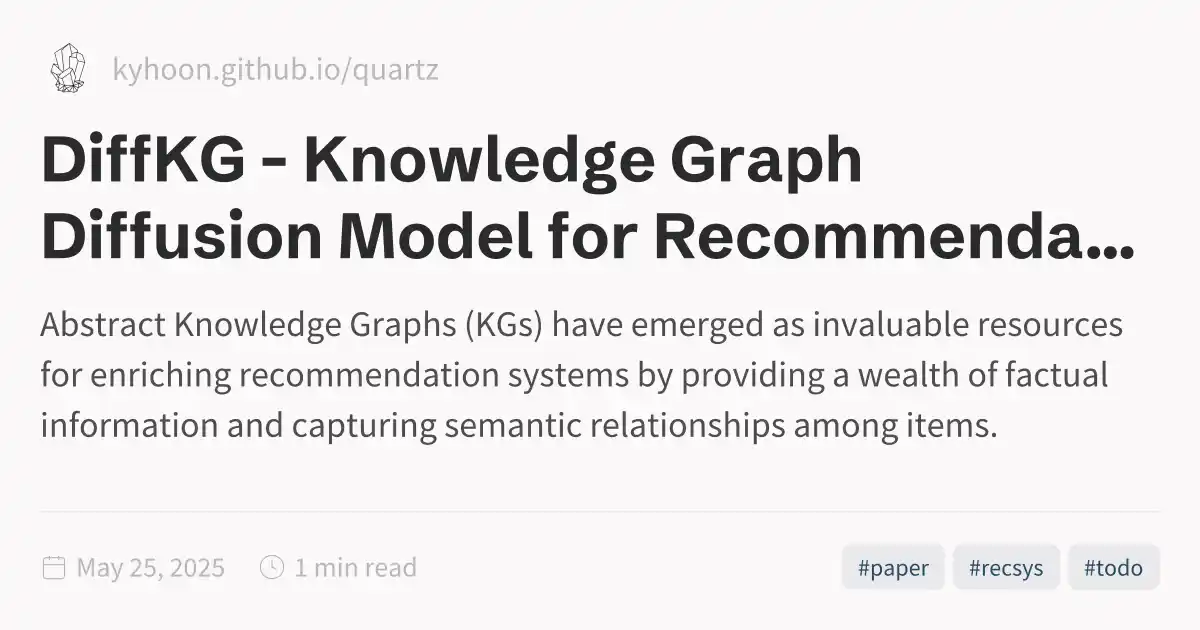 kyhoon.github.io/quartz
DiffKG - Knowledge Graph
Diffusion Model for Recommenda...
Abstract Knowledge Graphs (KGs) have emerged as invaluable resources
for enriching recommendation systems by providing a wealth of factual
information and capturing semantic relationships among items.
May 25, 2025 1 min read #paper #recsys #todo